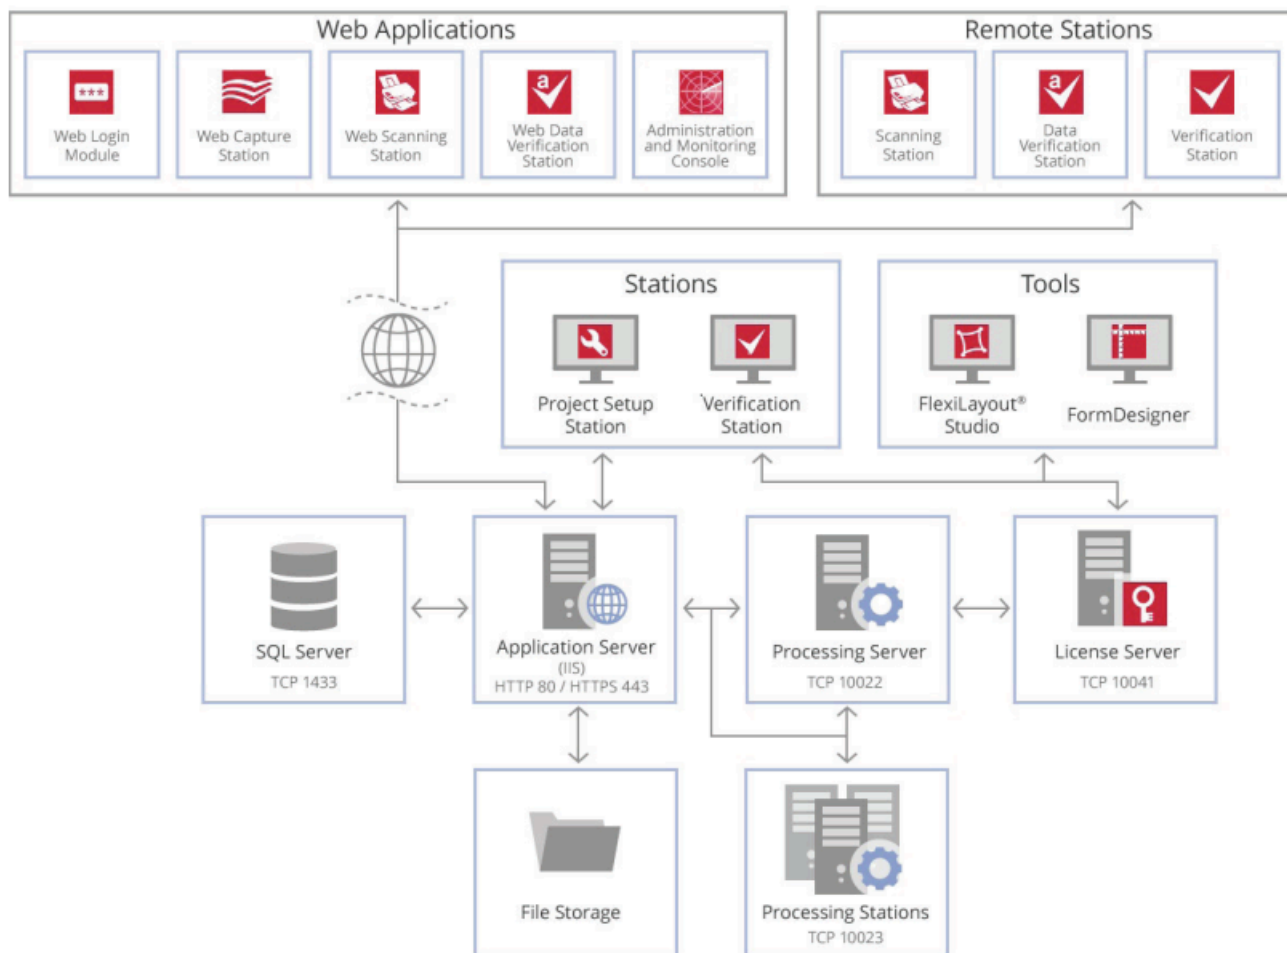 Web Applications
Remote Stations
***
Web Login
Module
Web Capture
Station
Web Scanning
Station
a
Web Data
Verification
Station
Administration
and Monitoring
Console
Scanning
Station
a
Data
Verification
Station
Verification
Station
Stations
Tools
Project Setup
Station
Verification
Station
FlexiLayout®
Studio
FormDesigner
SQL Server
TCP 1433
Application Server
(IIS)
HTTP 80 / HTTPS 443
Processing Server
TCP 10022
License Server
TCP 10041
File Storage
Processing Stations
TCP 10023